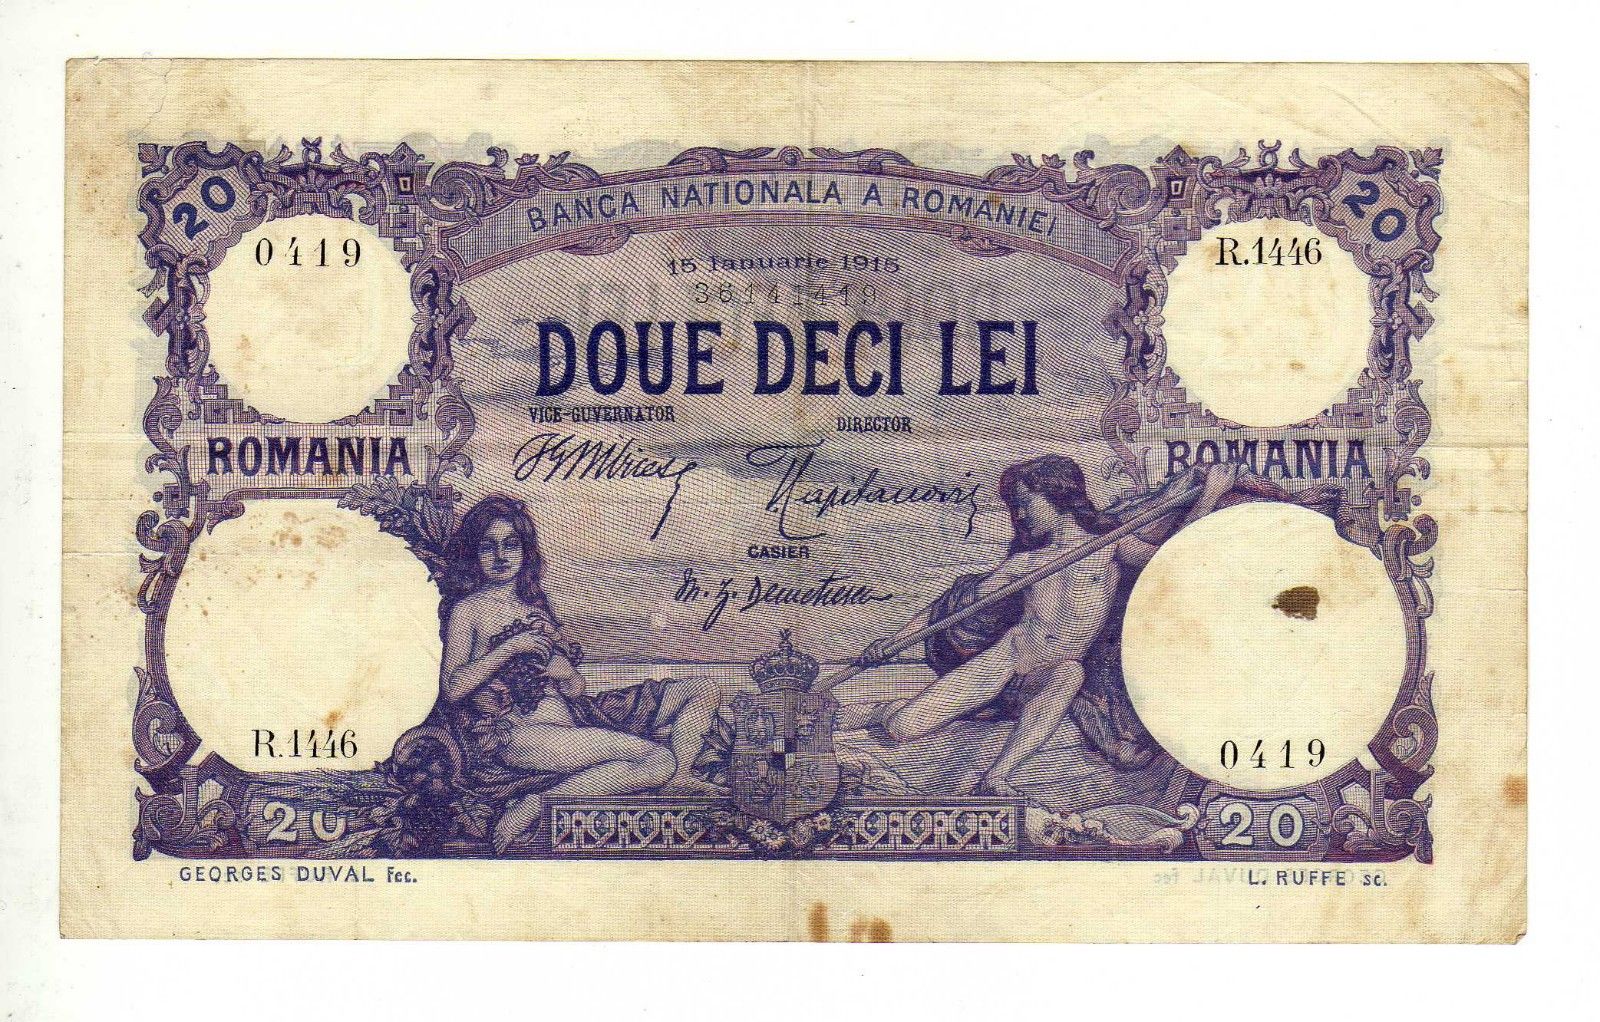 20
20
BANCA NATIONALA A ROMANIEI
0419
R.1446
15 Ianuarie 1915
36141419
DOUE DECI LEI
VICE-GUVERNATOR
DIRECTOR
ROMANIA
ROMANIA
CASIER
R.1446
0419
20
20
GEORGES DUVAL Fec.
L. RUFFE sc.